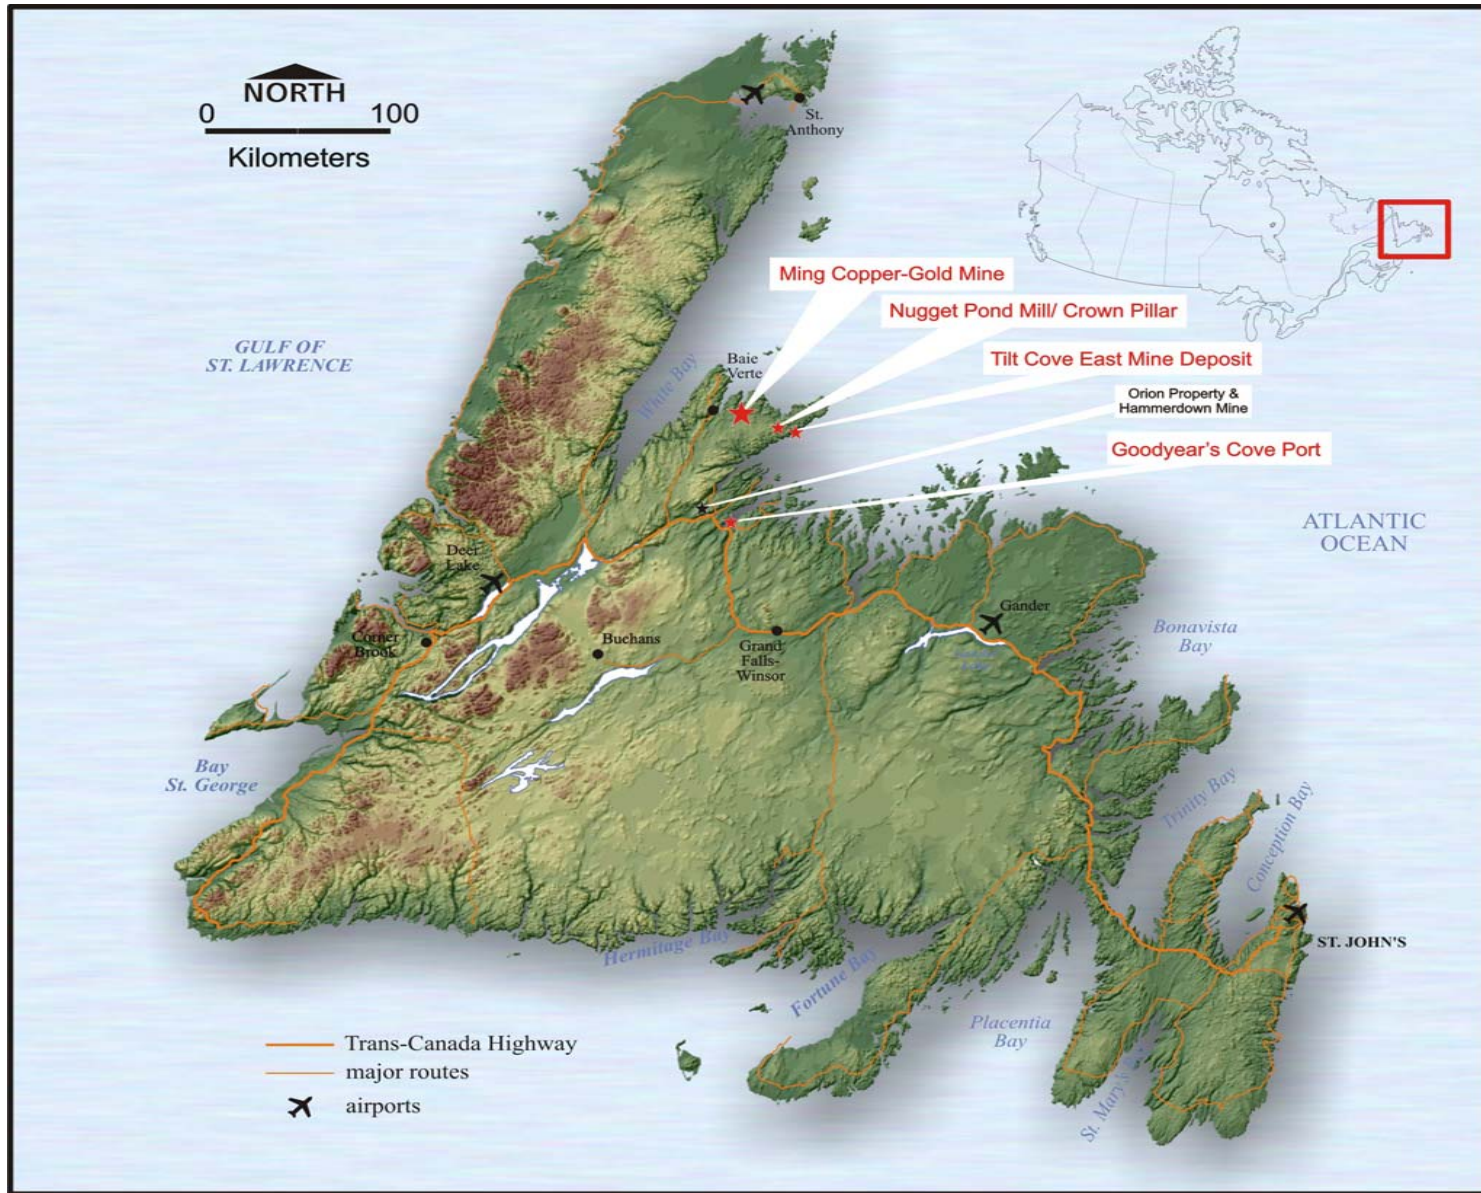 NORTH
0 100
Kilometers
St.
Anthony
Ming Copper-Gold Mine
Nugget Pond Mill/ Crown Pillar
Tilt Cove East Mine Deposit
Orion Property &
Hammerdown Mine
Goodyear's Cove Port
GULF OF
ST. LAWRENCE
White Bay
Baie
Verte
ATLANTIC
OCEAN
Deer
Lake
Corner
Brook
Buchans
Grand
Falls-
Winsor
Gander
Bonavista
Bay
Bay
St. George
Trinity Bay
Conception Bay
Hermitage Bay
Fortune Bay
ST. JOHN'S
Placentia
Bay
St. Mary's
Trans-Canada Highway
major routes
airports